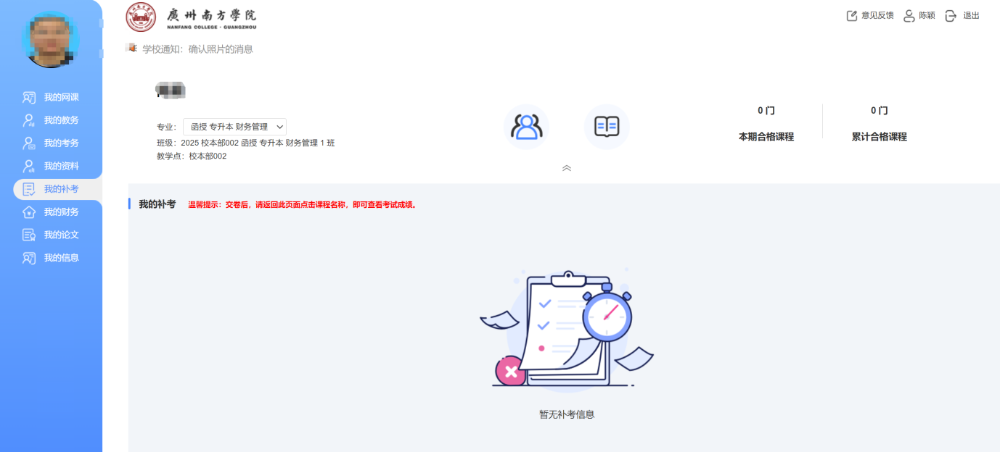 廣州南方學院
NANFANG COLLEGE · GUANGZHOU
意见反馈 陈颖 退出
学校通知：确认照片的消息
我的网课
我的教务
我的考务
我的资料
我的补考
我的财务
我的论文
我的信息
专业： 函授 专升本 财务管理
班级：2025 校本部002 函授 专升本 财务管理 1 班
教学点：校本部002
0 门
本期合格课程
0 门
累计合格课程
我的补考 温馨提示：交卷后，请返回此页面点击课程名称，即可查看考试成绩。
暂无补考信息